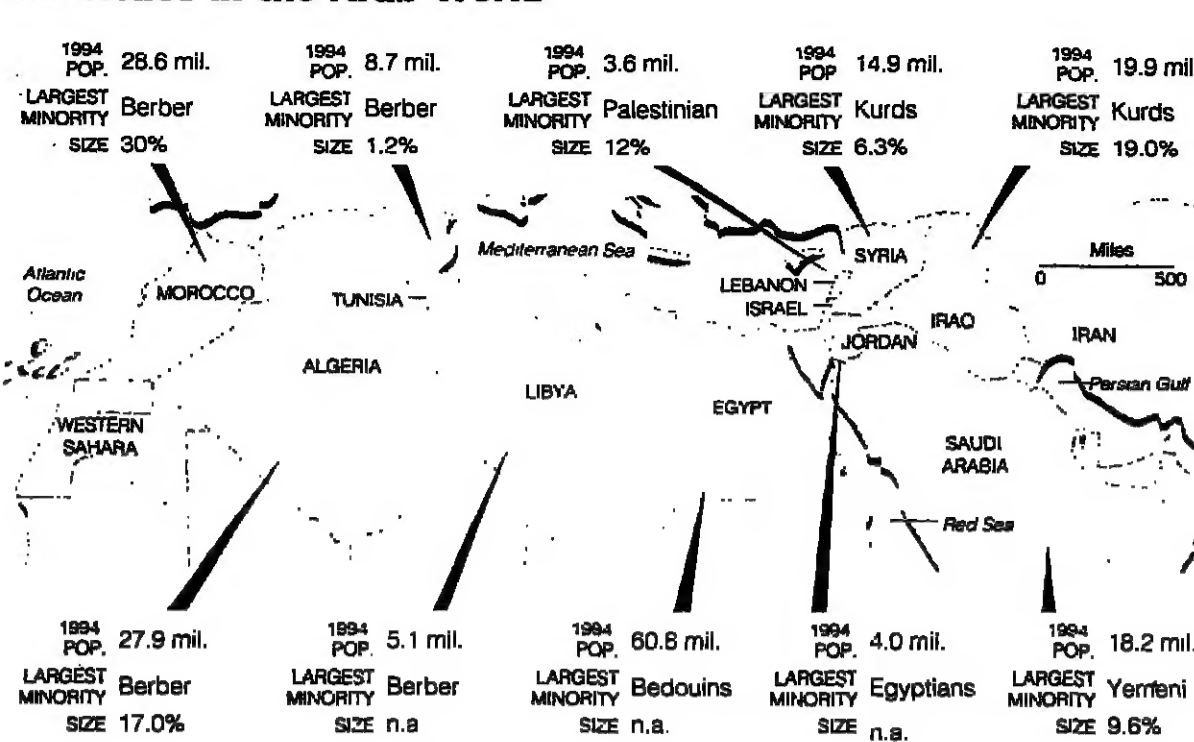 1994 POP. 28.6 mil.
LARGEST MINORITY Berber
SIZE 30%
1994 POP. 8.7 mil.
LARGEST MINORITY Berber
SIZE 1.2%
1994 POP. 3.6 mil.
LARGEST MINORITY Palestinian
SIZE 12%
1994 POP 14.9 mil.
LARGEST MINORITY Kurds
SIZE 6.3%
1994 POP. 19.9 mil
LARGEST MINORITY Kurds
SIZE 19.0%
Atlantic
Ocean
MOROCCO
TUNISIA
Mediterranean Sea
LEBANON
ISRAEL
SYRIA
Miles
0 500
JORDAN
IRAQ
IRAN
Persian Gulf
ALGERIA
LIBYA
EGYPT
WESTERN
SAHARA
SAUDI
ARABIA
Red Sea
1994 POP. 27.9 mil.
LARGEST MINORITY Berber
SIZE 17.0%
1994 POP. 5.1 mil.
LARGEST MINORITY Berber
SIZE n.a
1994 POP. 60.8 mil.
LARGEST MINORITY Bedouins
SIZE n.a.
1994 POP. 4.0 mil.
LARGEST MINORITY Egyptians
SIZE n.a.
1994 POP. 18.2 mil.
LARGEST MINORITY Yemeni
SIZE 9.6%